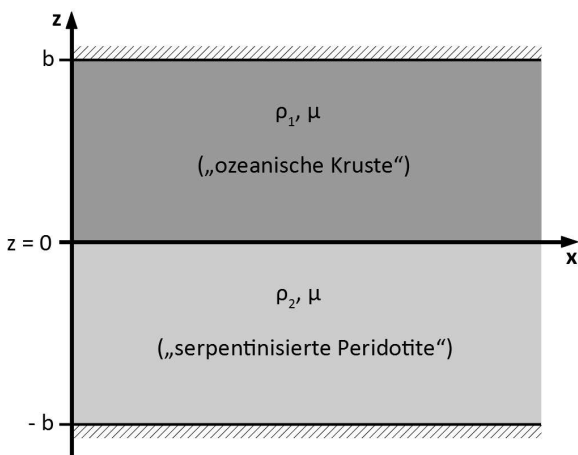 z
b
ρ₁, μ
(„ozeanische Kruste“)
z = 0
x
ρ₂, μ
(„serpentinisierte Peridotite“)
- b